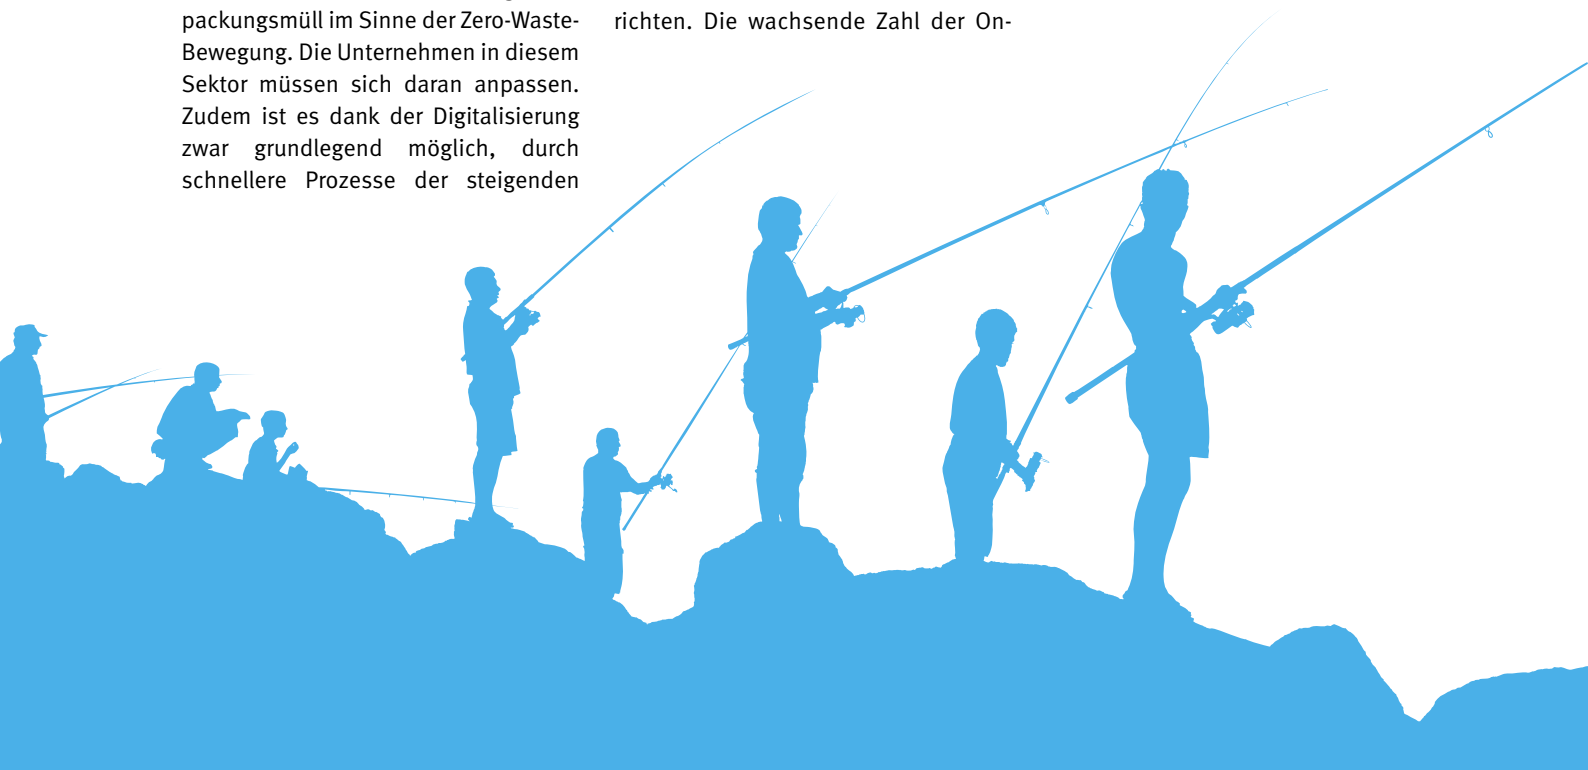 packungsmüll im Sinne der Zero-Waste-
Bewegung. Die Unternehmen in diesem
Sektor müssen sich daran anpassen.
Zudem ist es dank der Digitalisierung
zwar grundlegend möglich, durch
schnellere Prozesse der steigenden
richten. Die wachsende Zahl der On-